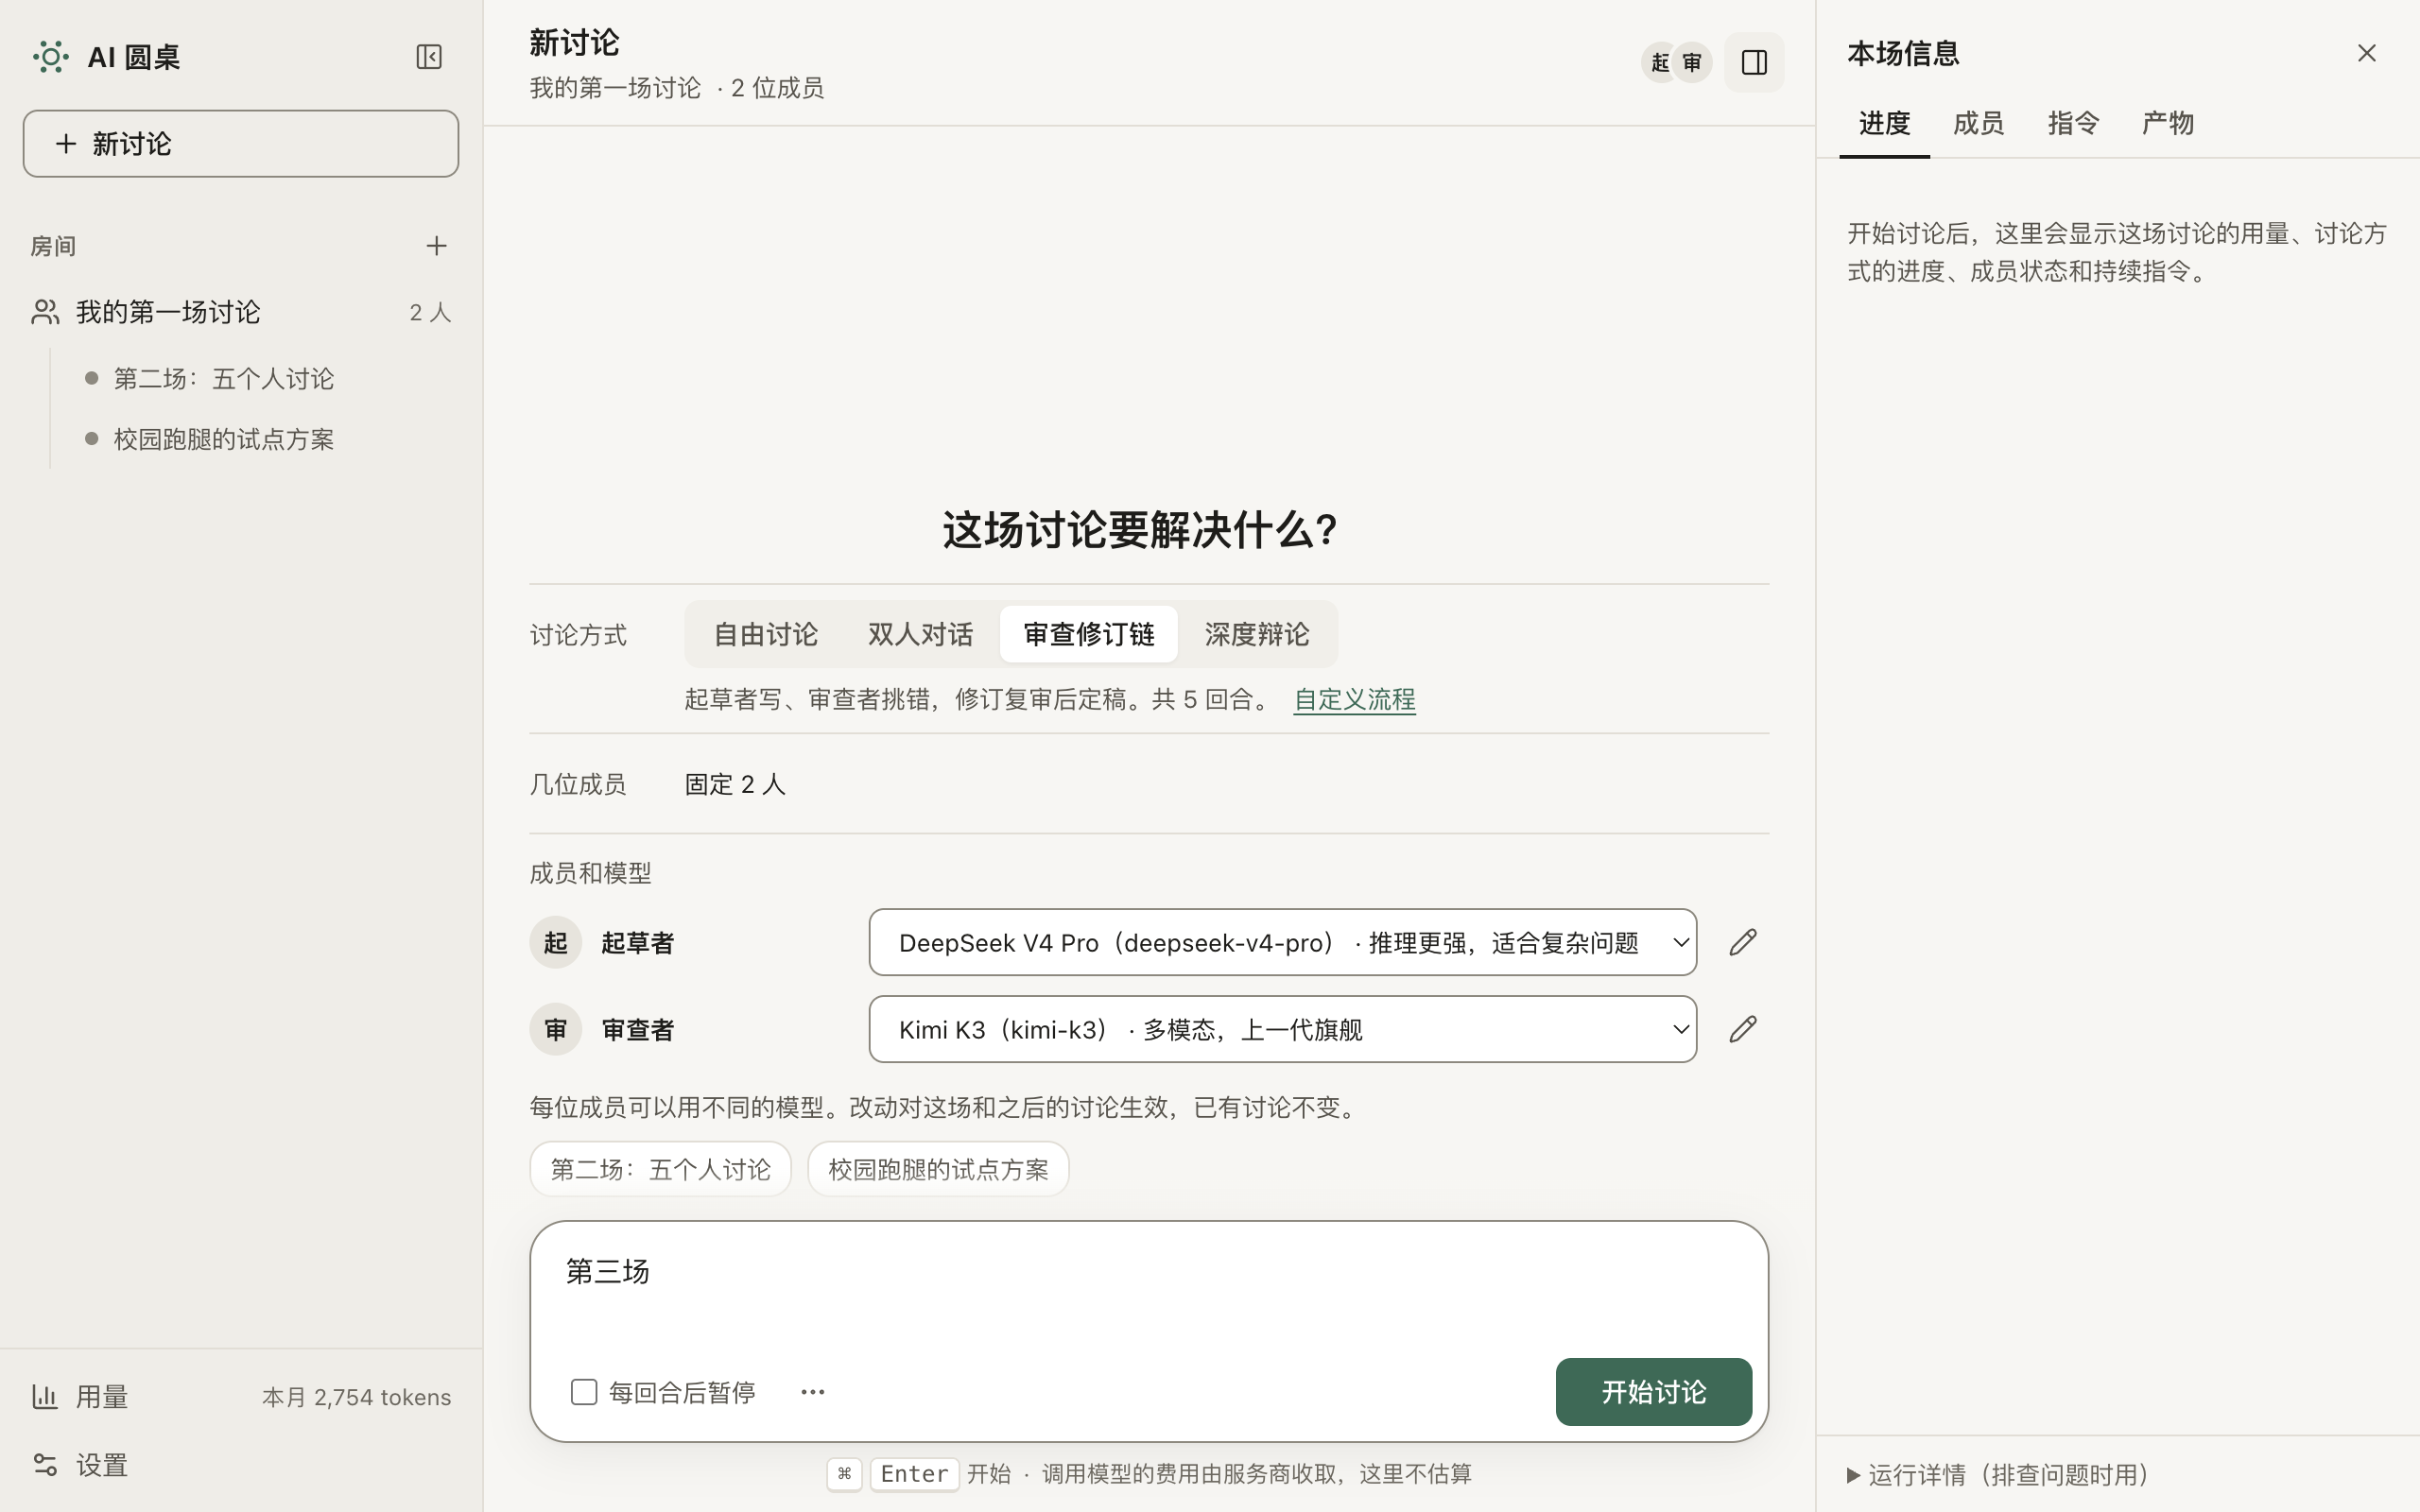 AI 圆桌
新讨论
房间
我的第一场讨论 2 人
第二场：五个人讨论
校园跑腿的试点方案
用量 本月 2,754 tokens
设置
新讨论
我的第一场讨论 · 2 位成员
起 审
这场讨论要解决什么？
讨论方式 自由讨论 双人对话 审查修订链 深度辩论
起草者写、审查者挑错，修订复审后定稿。共 5 回合。 自定义流程
几位成员 固定 2 人
成员和模型
起 起草者 DeepSeek V4 Pro（deepseek-v4-pro） · 推理更强，适合复杂问题
审 审查者 Kimi K3（kimi-k3） · 多模态，上一代旗舰
每位成员可以用不同的模型。改动对这场和之后的讨论生效，已有讨论不变。
第二场：五个人讨论 校园跑腿的试点方案
第三场
每回合后暂停 ··· 开始讨论
⌘ Enter 开始 · 调用模型的费用由服务商收取，这里不估算
本场信息
进度 成员 指令 产物
开始讨论后，这里会显示这场讨论的用量、讨论方
式的进度、成员状态和持续指令。
运行详情（排查问题时用）